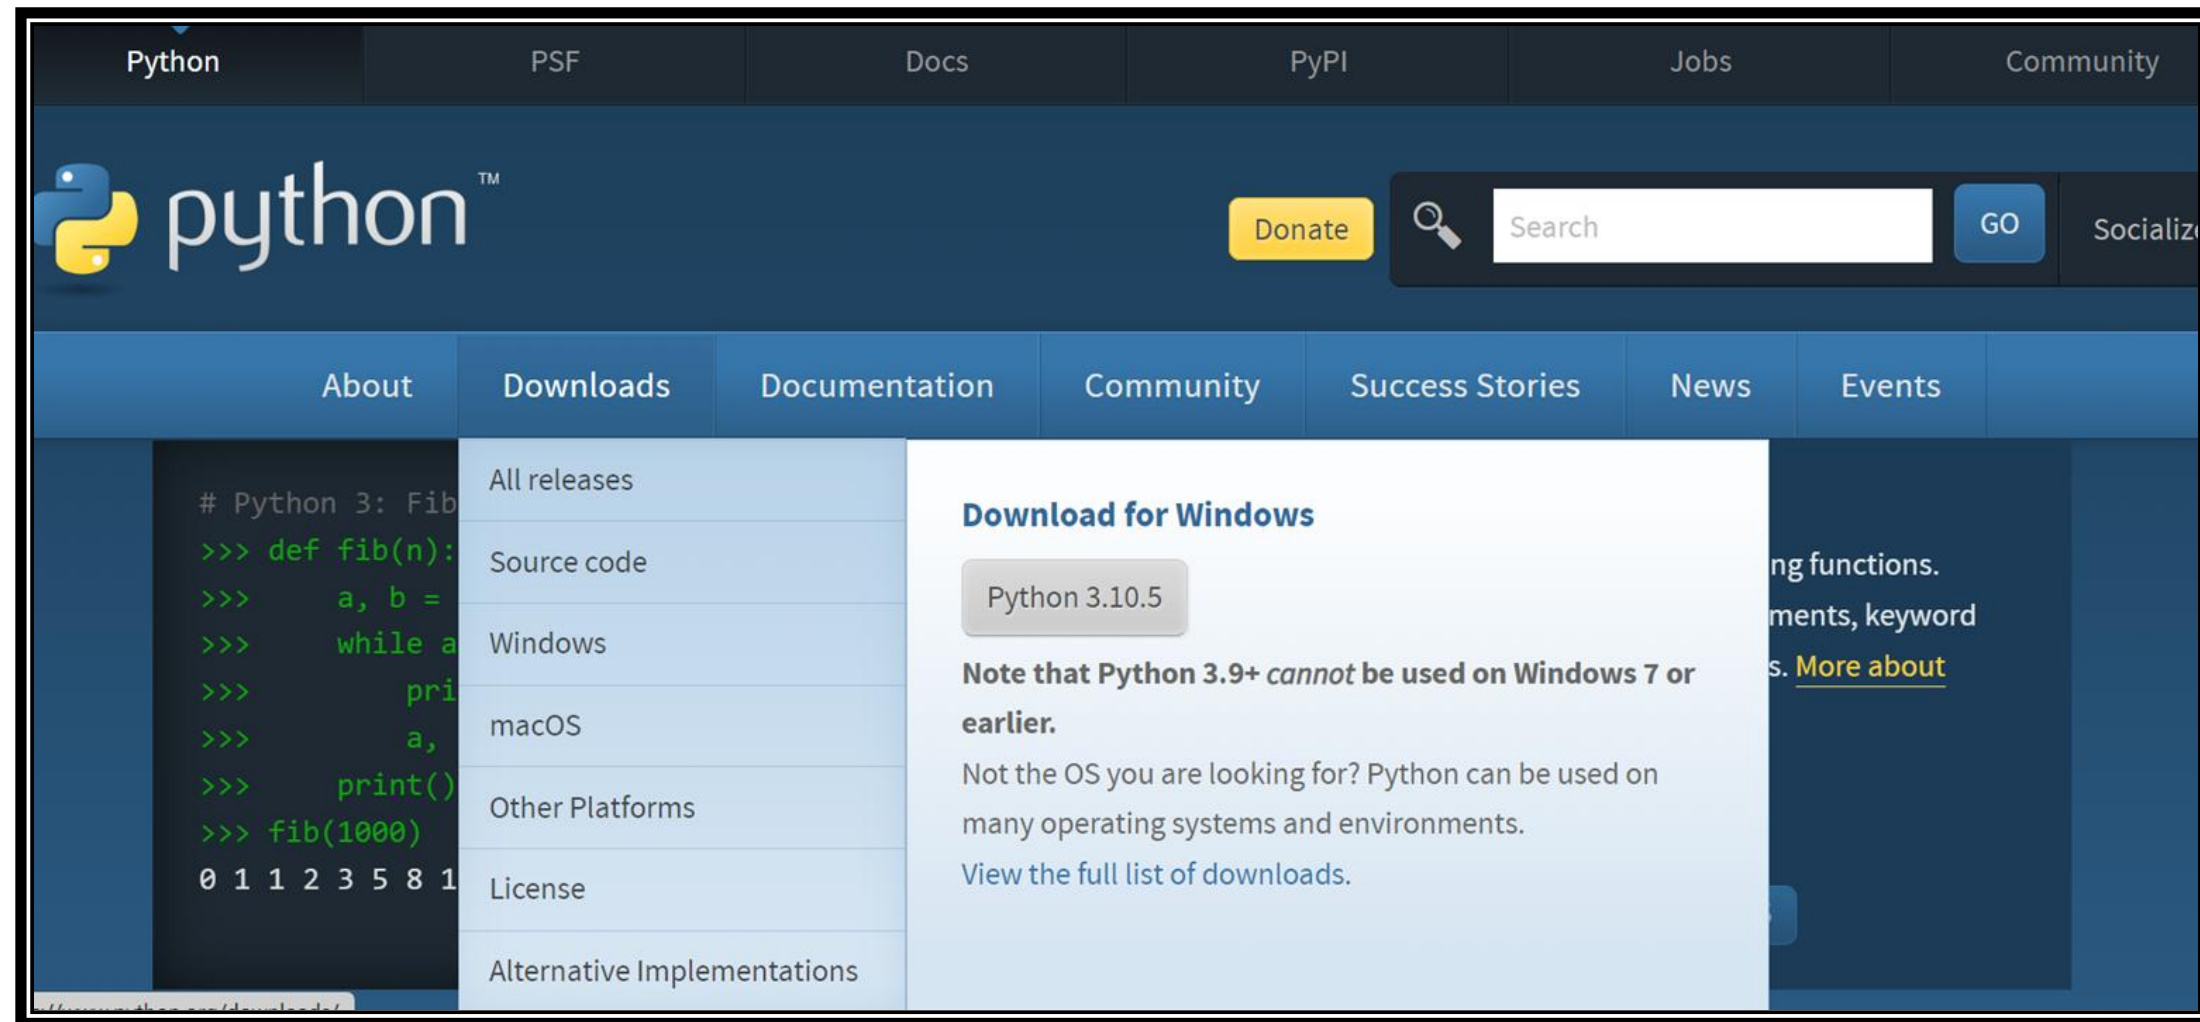 Python PSF Docs PyPI Jobs Community
python™
Donate Search GO Socialize
About Downloads Documentation Community Success Stories News Events
# Python 3: Fib
>>> def fib(n):
>>> a, b =
>>> while a
>>> pri
>>> a,
>>> print()
>>> fib(1000)
0 1 1 2 3 5 8 1
All releases
Source code
Windows
macOS
Other Platforms
License
Alternative Implementations
Download for Windows
Python 3.10.5
Note that Python 3.9+ cannot be used on Windows 7 or
earlier.
Not the OS you are looking for? Python can be used on
many operating systems and environments.
View the full list of downloads.
ng functions.
ments, keyword
s. More about